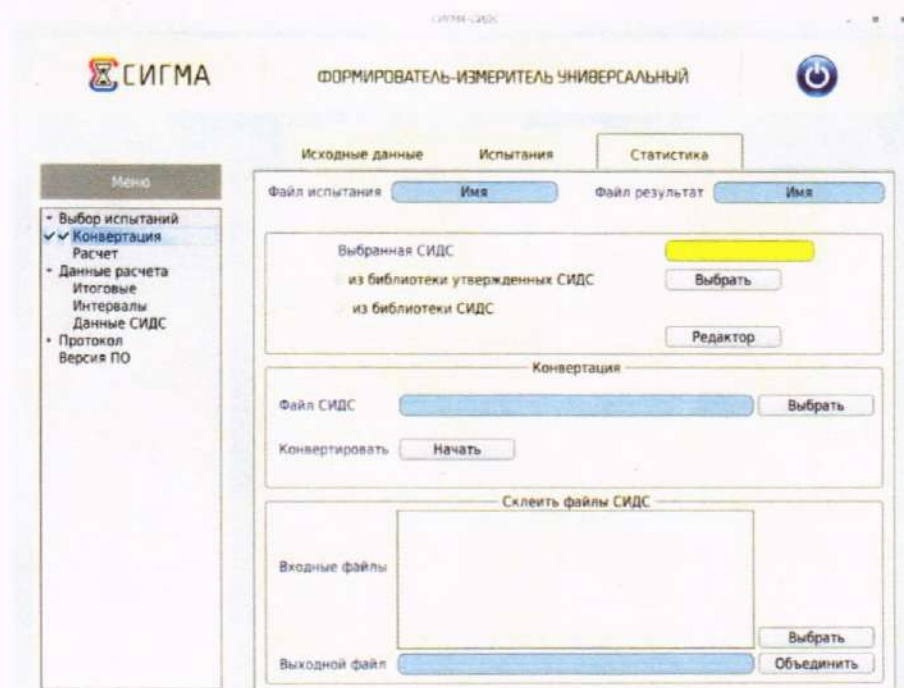 СИГМА-СИДС
СИГМА
ФОРМИРОВАТЕЛЬ-ИЗМЕРИТЕЛЬ УНИВЕРСАЛЬНЫЙ
Исходные данные Испытания Статистика
Меню
Файл испытания Имя Файл результат Имя
Выбор испытаний
Конвертация
Расчет
Данные расчета
Итоговые
Интервалы
Данные СИДС
Протокол
Версия ПО
Выбранная СИДС
из библиотеки утвержденных СИДС Выбрать
из библиотеки СИДС
Редактор
Конвертация
Файл СИДС Выбрать
Конвертировать Начать
Склеить файлы СИДС
Входные файлы
Выбрать
Выходной файл Объединить